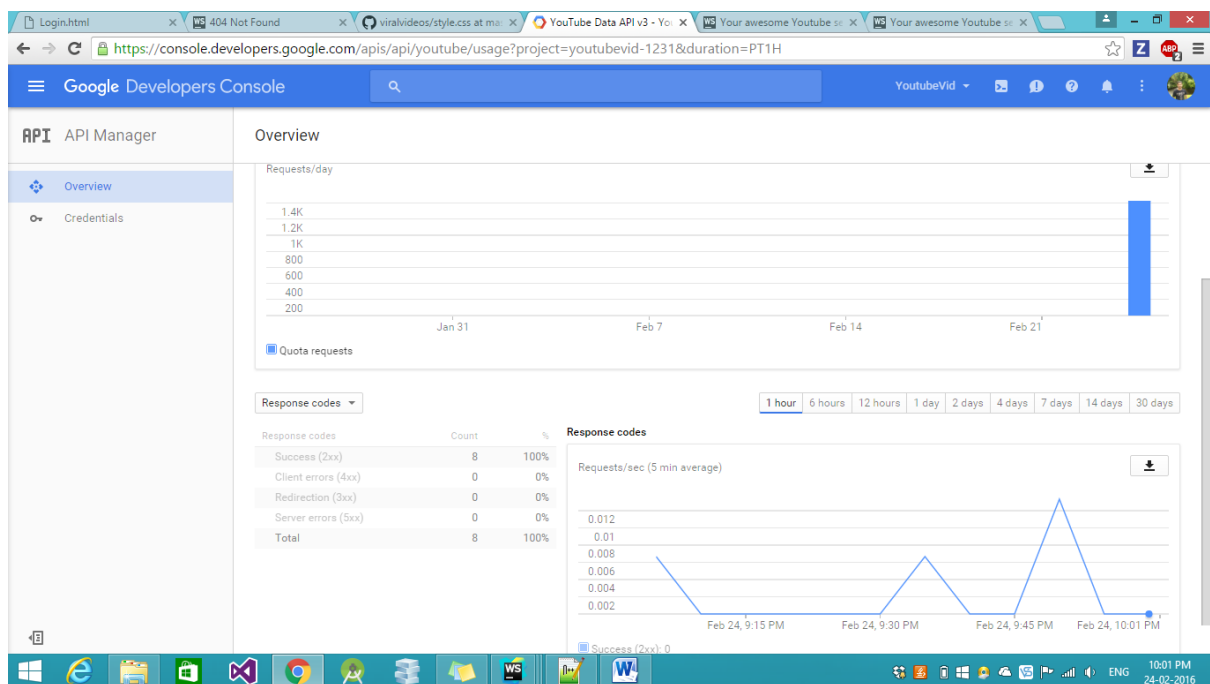 Login.html
404 Not Found
viralvideos/style.css at mas
YouTube Data API v3 - You
Your awesome Youtube se
Your awesome Youtube se
https://console.developers.google.com/apis/api/youtube/usage?project=youtubevid-1231&duration=PT1H
Z
ABP
2
Google Developers Console
YoutubeVid
API API Manager
Overview
Overview
Credentials
Requests/day
1.4K
1.2K
1K
800
600
400
200
Jan 31 Feb 7 Feb 14 Feb 21
Quota requests
Response codes
1 hour 6 hours 12 hours 1 day 2 days 4 days 7 days 14 days 30 days
Response codes Count %
Success (2xx) 8 100%
Client errors (4xx) 0 0%
Redirection (3xx) 0 0%
Server errors (5xx) 0 0%
Total 8 100%
Response codes
Requests/sec (5 min average)
0.012
0.01
0.008
0.006
0.004
0.002
Feb 24, 9:15 PM Feb 24, 9:30 PM Feb 24, 9:45 PM Feb 24, 10:01 PM
Success (2xx): 0
WS
W
ENG
10:01 PM
24-02-2016